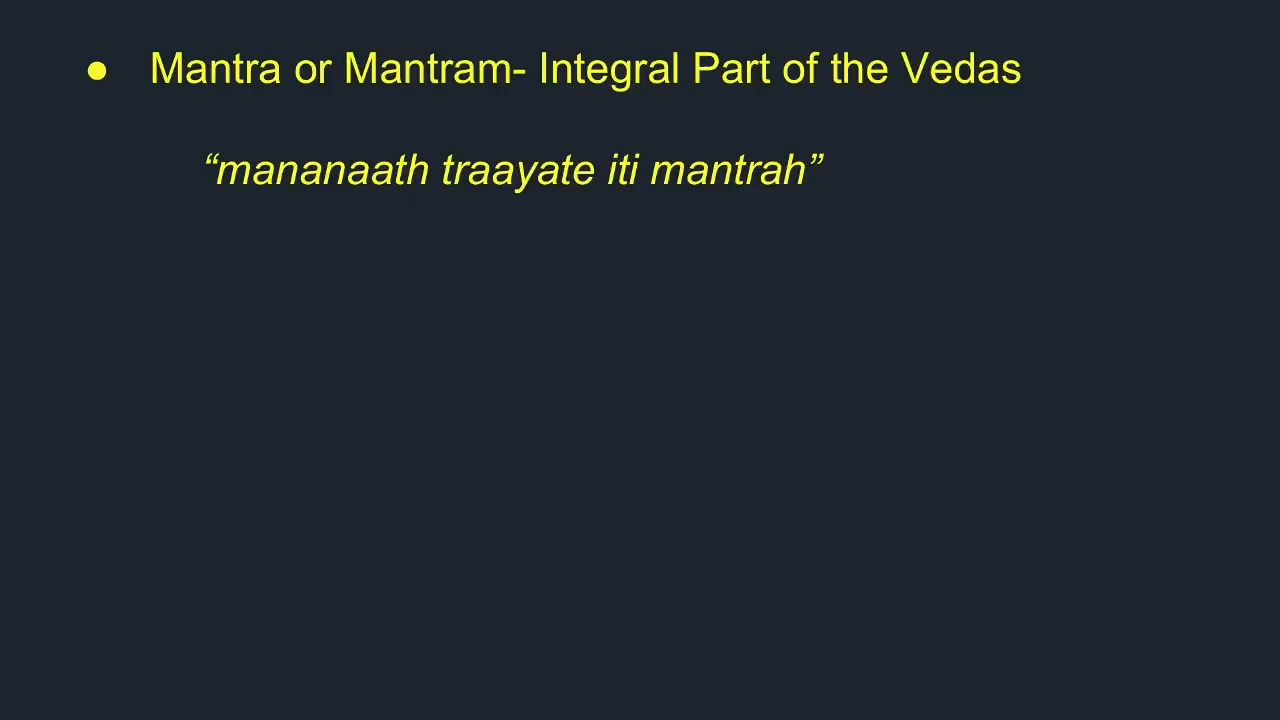 ● Mantra or Mantram- Integral Part of the Vedas
“mananaath traayate iti mantrah”